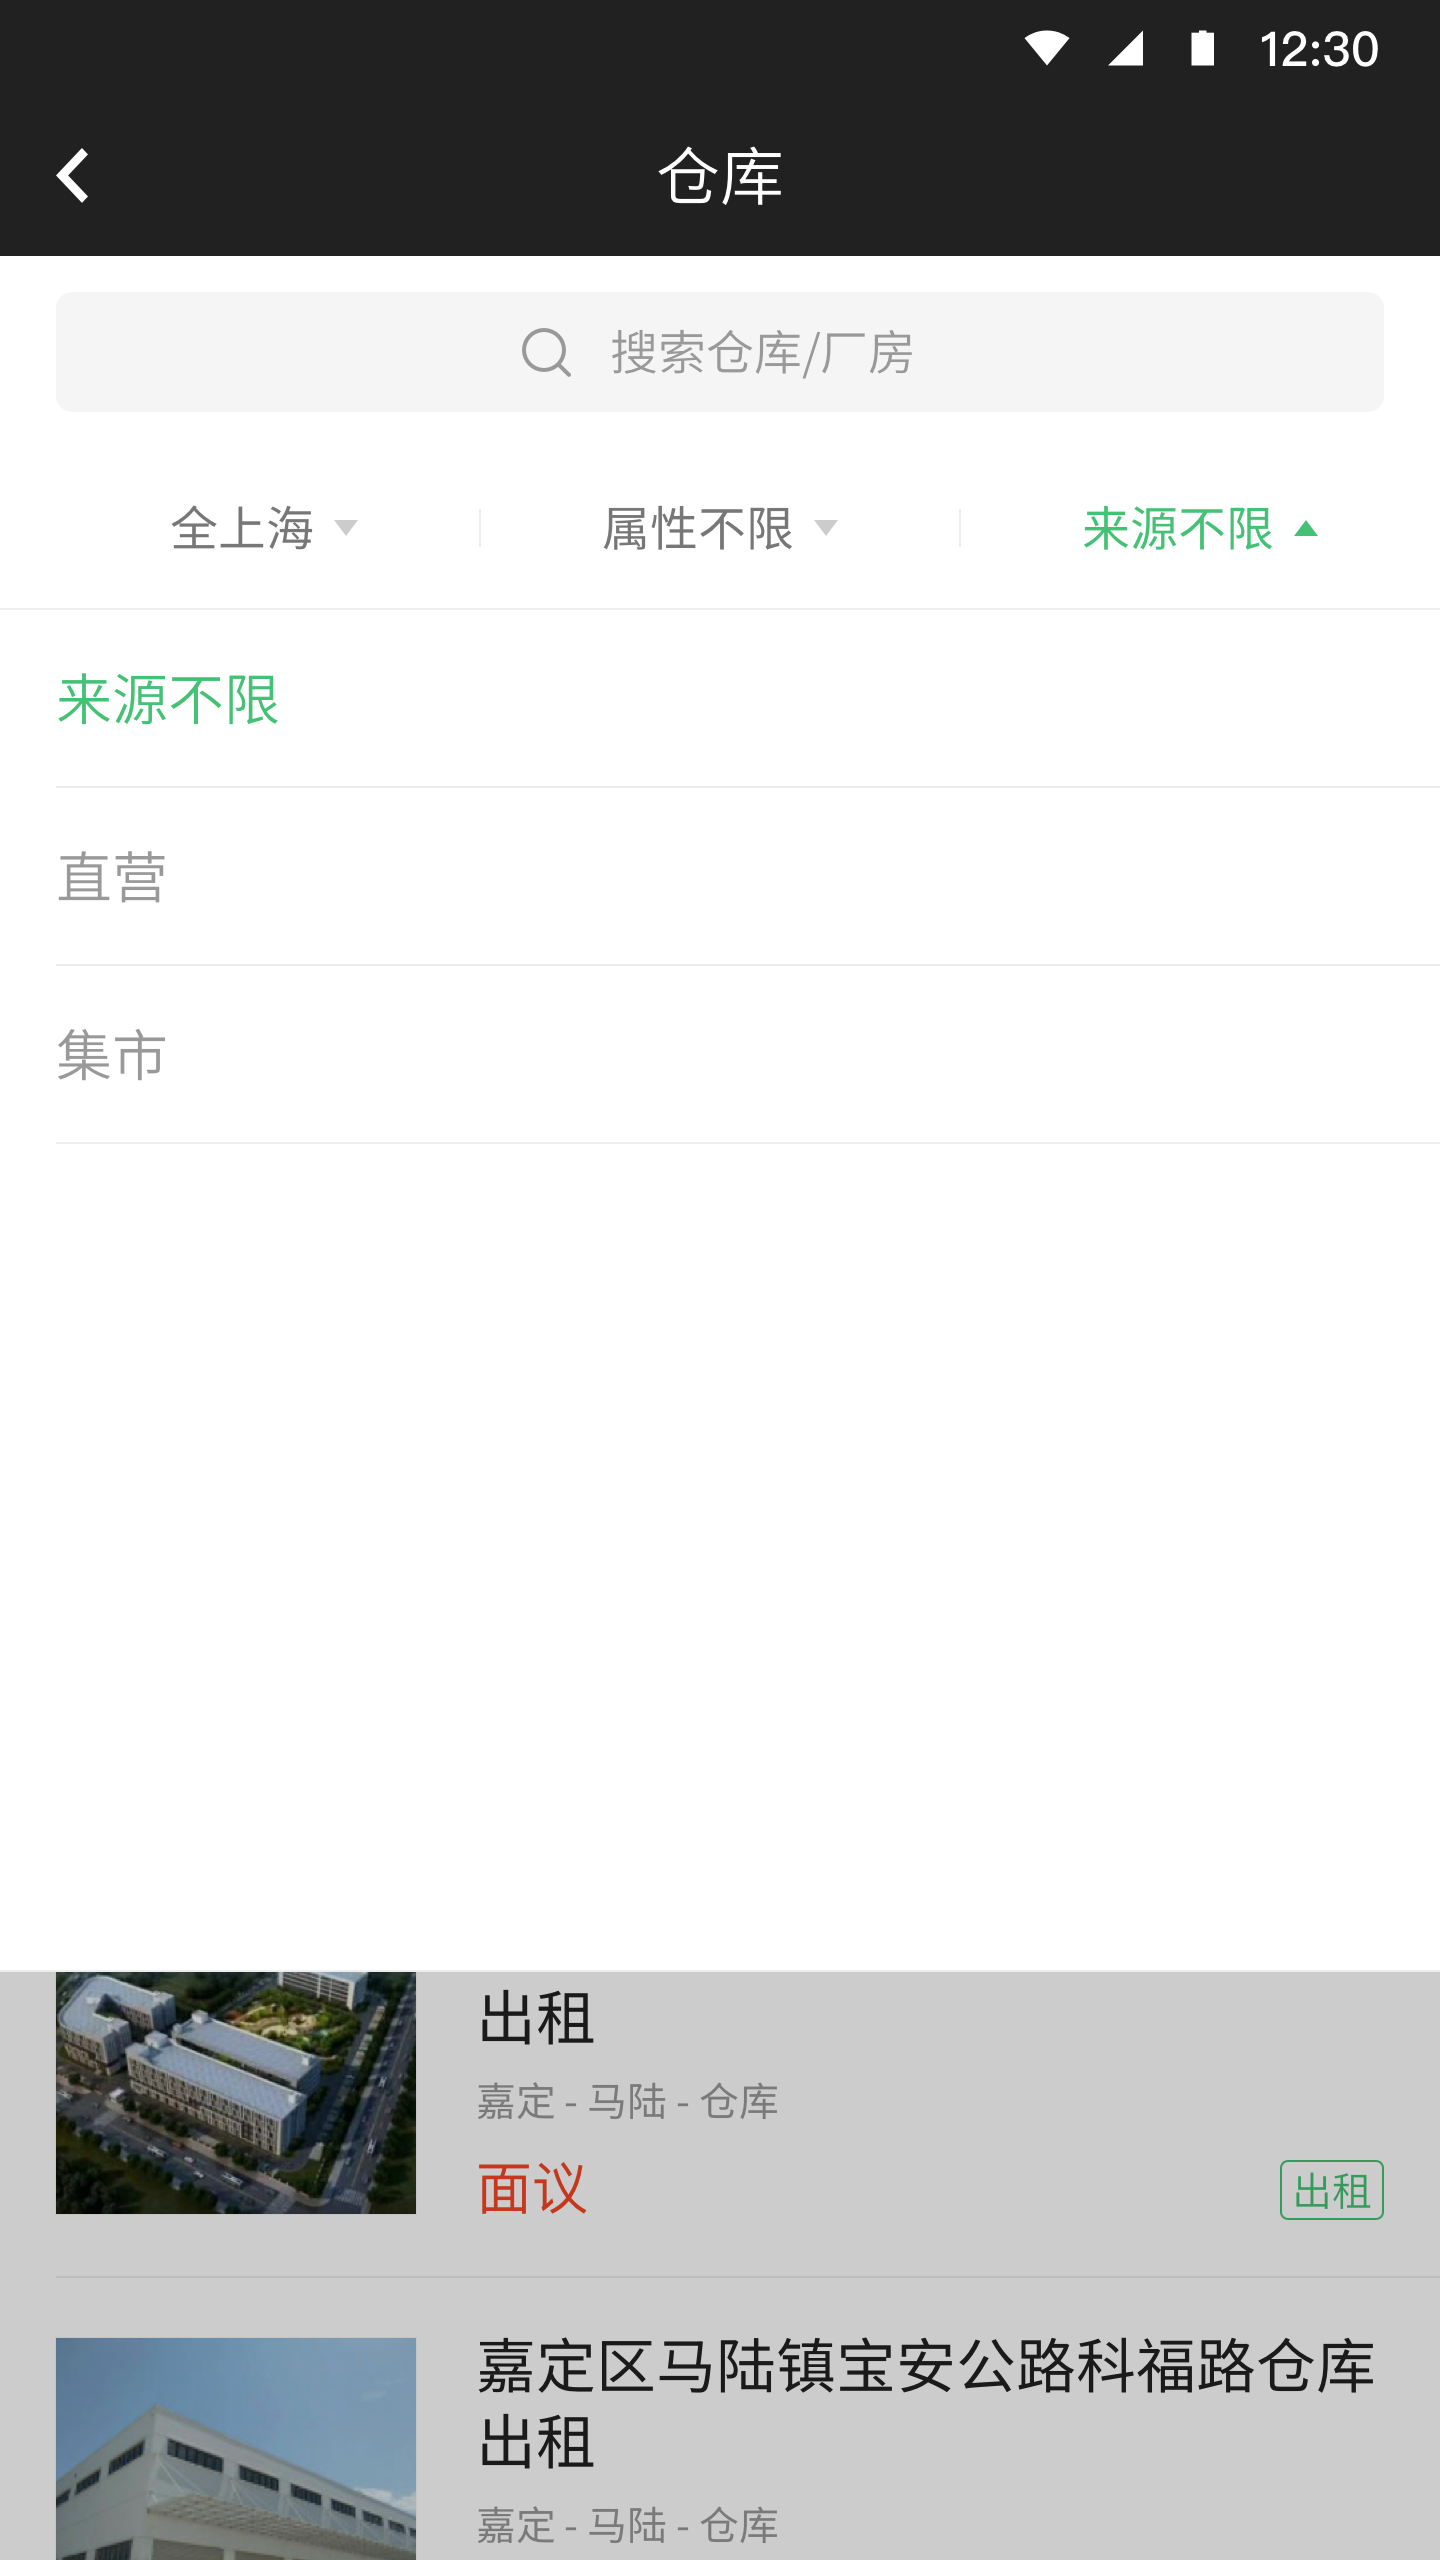 12:30
仓库
搜索仓库/厂房
全上海
属性不限
来源不限
来源不限
直营
集市
出租
嘉定 - 马陆 - 仓库
面议
出租
嘉定区马陆镇宝安公路科福路仓库
出租
嘉定 - 马陆 - 仓库